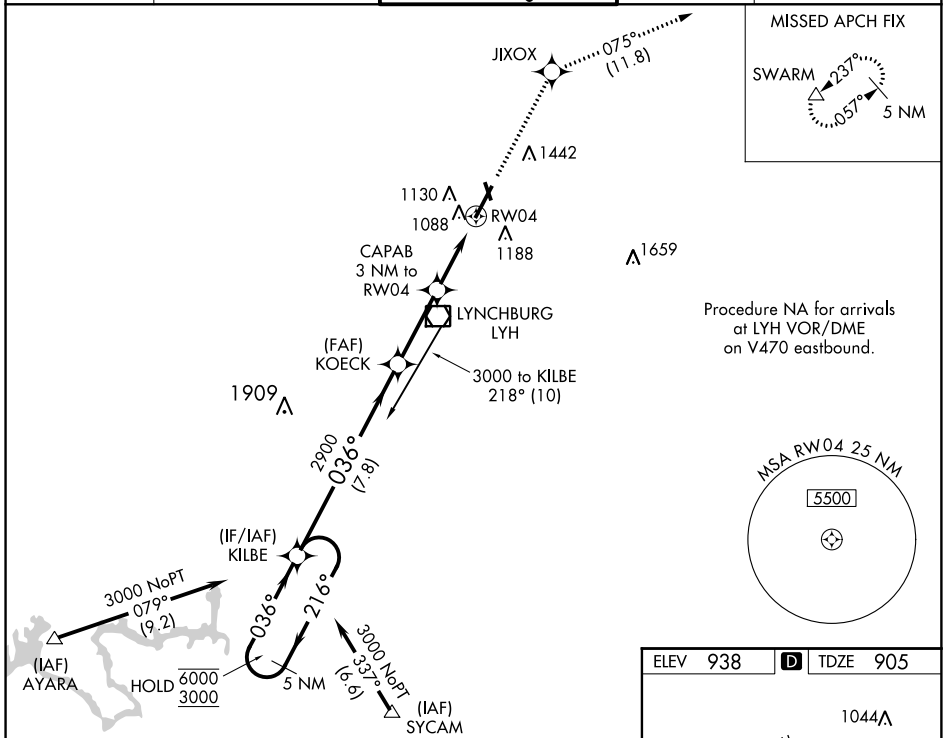 MISSED APCH FIX
SWARM
237°
057°
5 NM
JIXOX
075°
(11.8)
1442
1130
1088
RW04
1188
1659
CAPAB
3 NM to
RW04
LYNCHBURG
LYH
Procedure NA for arrivals
at LYH VOR/DME
on V470 eastbound.
(FAF)
KOECK
3000 to KILBE
218° (10)
1909
2900
036°
(7.8)
MSA RW04 25 NM
5500
(IF/IAF)
KILBE
3000 NoPT
079°
(9.2)
036°
216°
(IAF)
AYARA
HOLD
6000
3000
5 NM
3000 NoPT
337°
(6.6)
(IAF)
SYCAM
ELEV 938
D
TDZE 905
1044